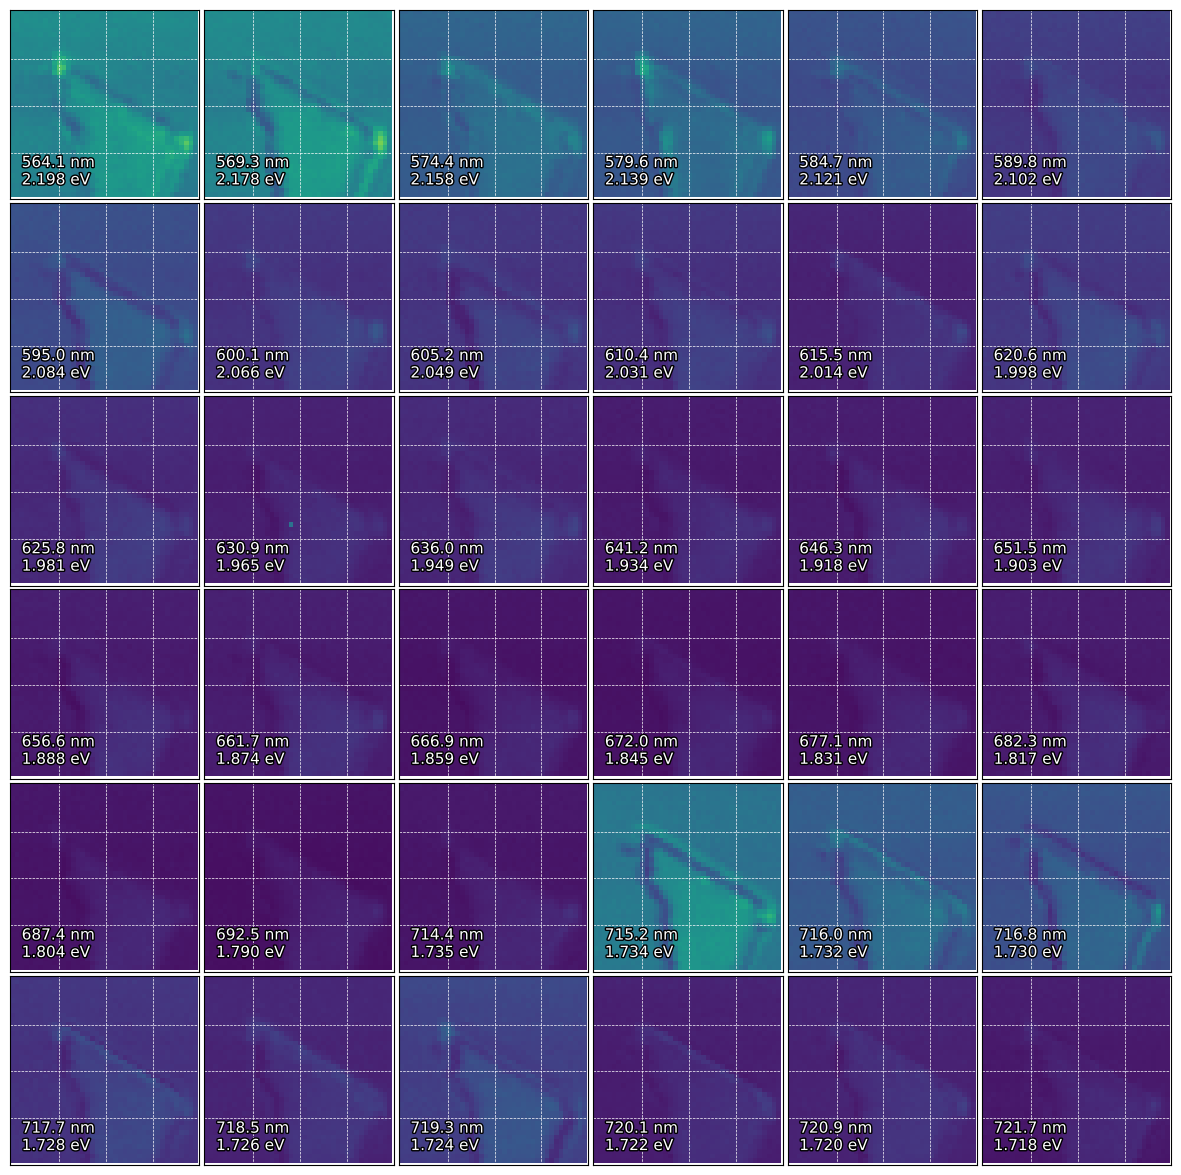 564.1 nm
2.198 eV
569.3 nm
2.178 eV
574.4 nm
2.158 eV
579.6 nm
2.139 eV
584.7 nm
2.121 eV
589.8 nm
2.102 eV
595.0 nm
2.084 eV
600.1 nm
2.066 eV
605.2 nm
2.049 eV
610.4 nm
2.031 eV
615.5 nm
2.014 eV
620.6 nm
1.998 eV
625.8 nm
1.981 eV
630.9 nm
1.965 eV
636.0 nm
1.949 eV
641.2 nm
1.934 eV
646.3 nm
1.918 eV
651.5 nm
1.903 eV
656.6 nm
1.888 eV
661.7 nm
1.874 eV
666.9 nm
1.859 eV
672.0 nm
1.845 eV
677.1 nm
1.831 eV
682.3 nm
1.817 eV
687.4 nm
1.804 eV
692.5 nm
1.790 eV
714.4 nm
1.735 eV
715.2 nm
1.734 eV
716.0 nm
1.732 eV
716.8 nm
1.730 eV
717.7 nm
1.728 eV
718.5 nm
1.726 eV
719.3 nm
1.724 eV
720.1 nm
1.722 eV
720.9 nm
1.720 eV
721.7 nm
1.718 eV